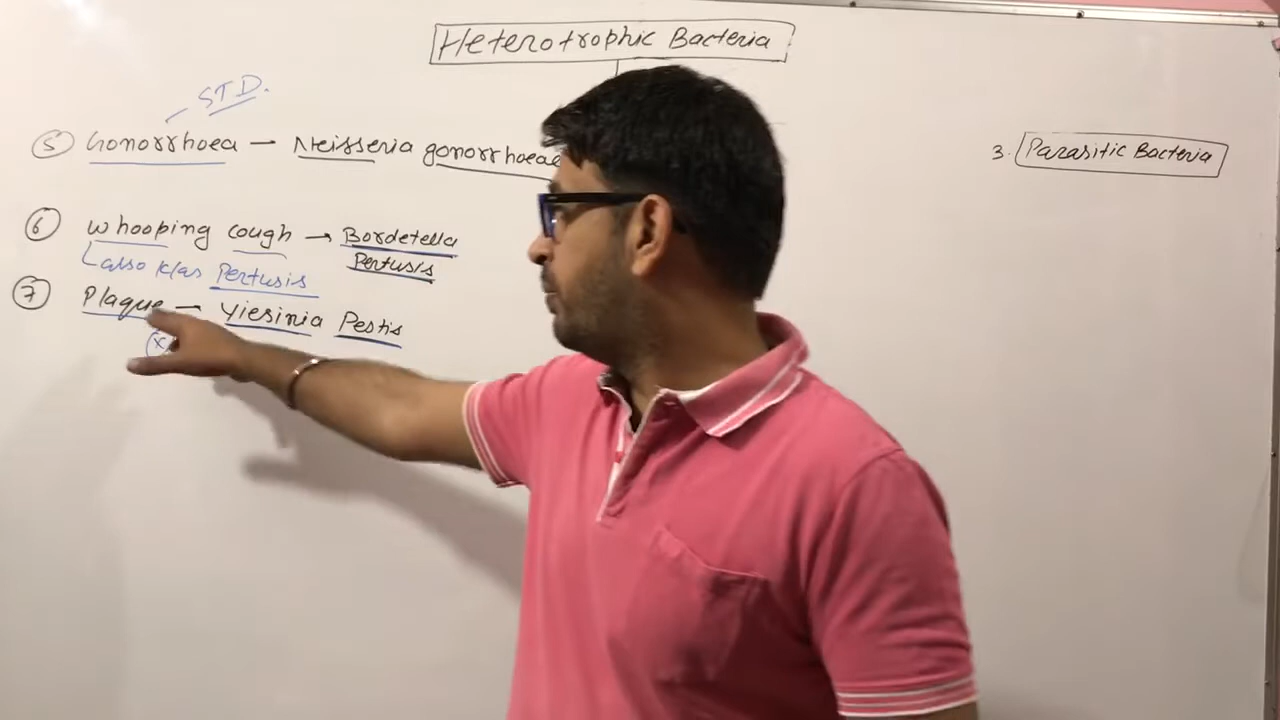 Heterotrophic Bacteria
STD.
5 Gonorrhoea — Neisseria gonorrhoeae
3. Parasitic Bacteria
6 whooping cough → Bordetella
Pertusis
also k/as Pertusis
7 Plaque — Yiesinia Pestis
x